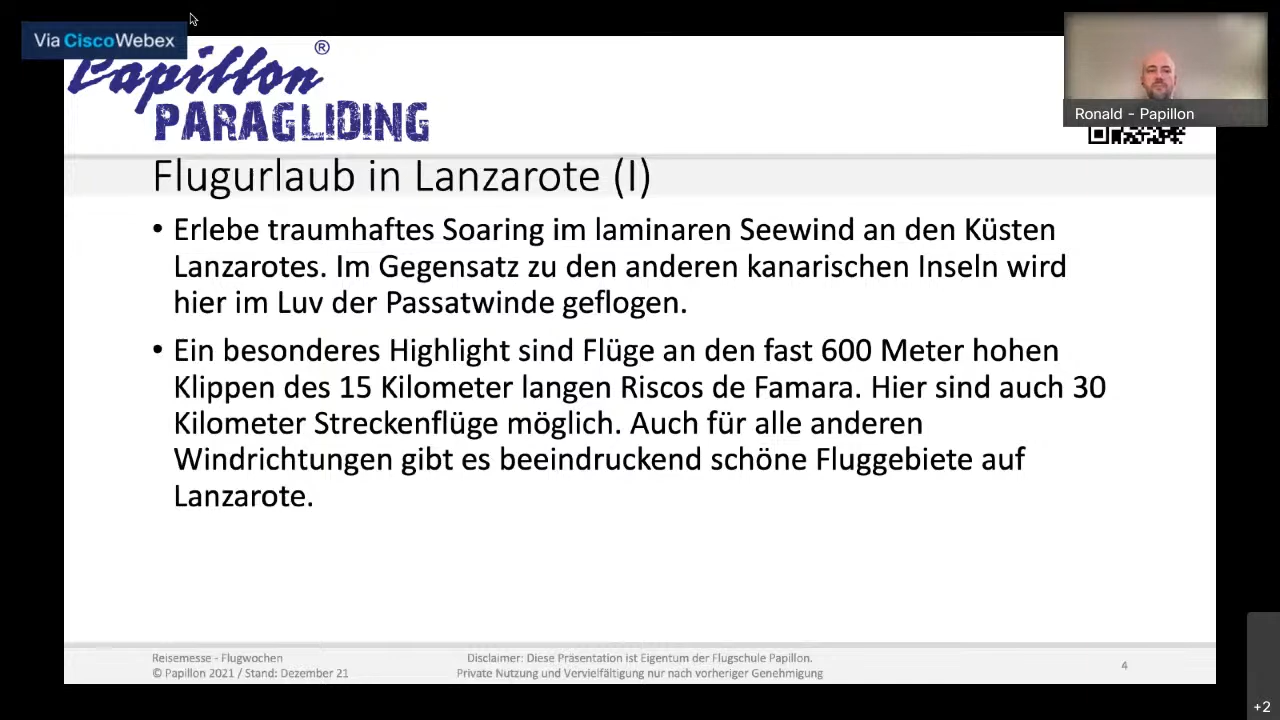 Via CiscoWebex
Papillon®
PARAGLIDING
Ronald - Papillon
Flugurlaub in Lanzarote (I)
• Erlebe traumhaftes Soaring im laminaren Seewind an den Küsten
Lanzarotes. Im Gegensatz zu den anderen kanarischen Inseln wird
hier im Luv der Passatwinde geflogen.
• Ein besonderes Highlight sind Flüge an den fast 600 Meter hohen
Klippen des 15 Kilometer langen Riscos de Famara. Hier sind auch 30
Kilometer Streckenflüge möglich. Auch für alle anderen
Windrichtungen gibt es beeindruckend schöne Fluggebiete auf
Lanzarote.
Reisemesse - Flugwochen
© Papillon 2021 / Stand: Dezember 21
Disclaimer: Diese Präsentation ist Eigentum der Flugschule Papillon.
Private Nutzung und Vervielfältigung nur nach vorheriger Genehmigung
4
+2